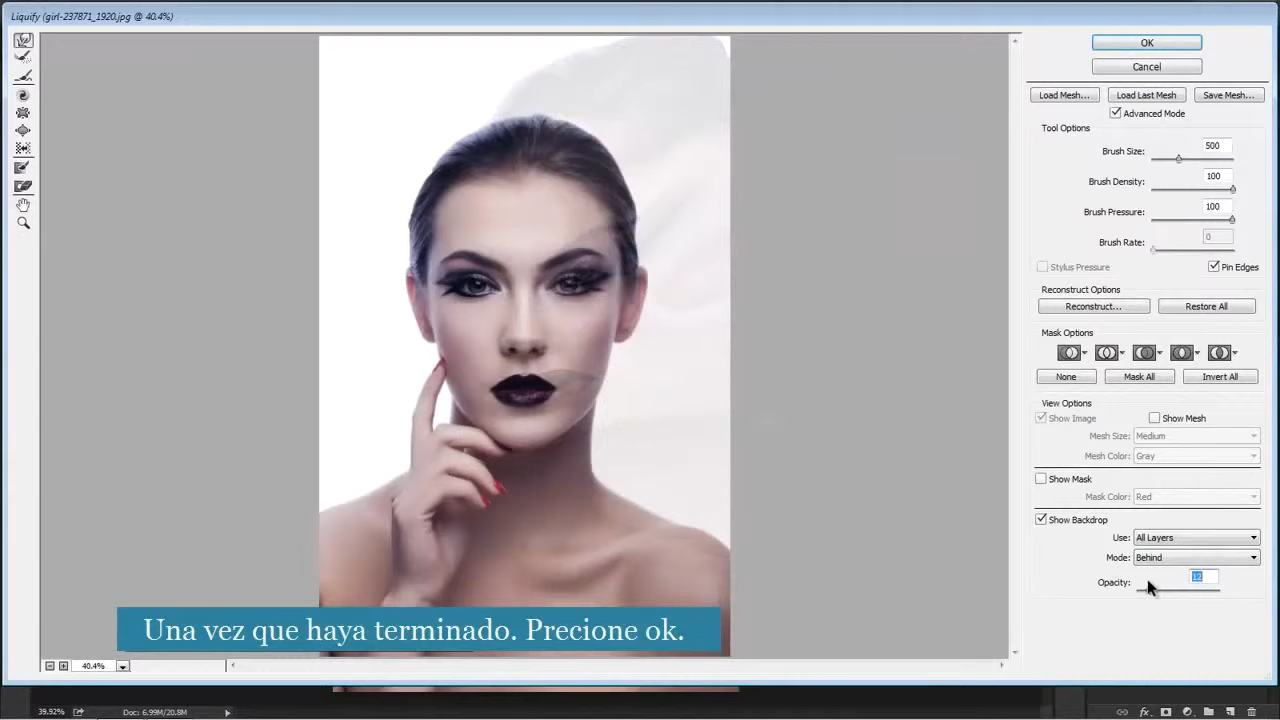 Liquify (girl-237871_1920.jpg @ 40.4%)
OK
Cancel
Load Mesh...
Load Last Mesh
Save Mesh...
Advanced Mode
Tool Options
Brush Size:
500
Brush Density:
100
Brush Pressure:
100
Brush Rate:
0
Stylus Pressure
Pin Edges
Reconstruct Options
Reconstruct...
Restore All
Mask Options
None
Mask All
Invert All
View Options
Show Image
Show Mesh
Mesh Size:
Medium
Mesh Color:
Gray
Show Mask
Mask Color:
Red
Show Backdrop
Use:
All Layers
Mode:
Behind
Opacity:
12
Una vez que haya terminado. Precione ok.
40.4%
39.92%
Doc: 6.99M/20.8M
fx